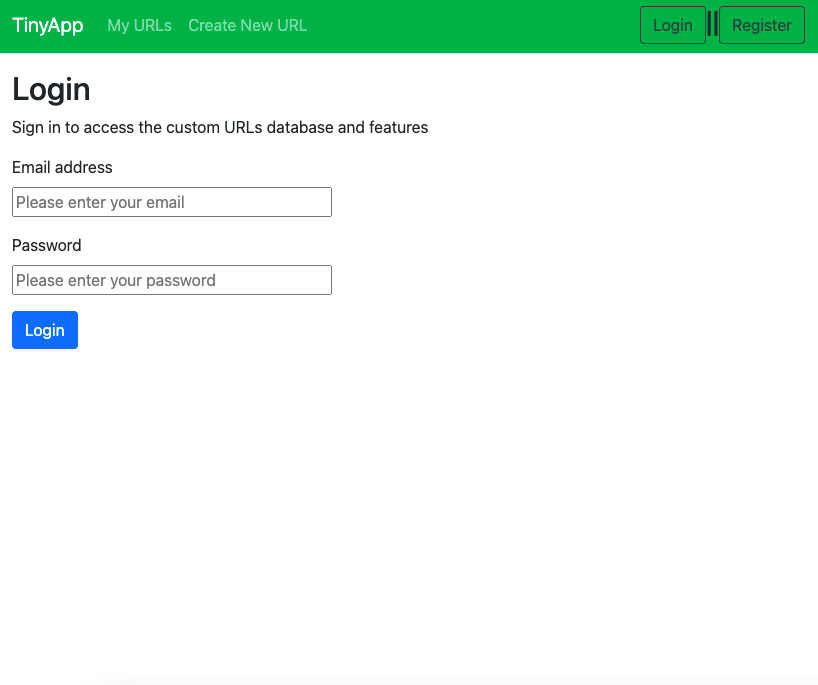 TinyApp My URLs Create New URL Login || Register
Login
Sign in to access the custom URLs database and features
Email address
Please enter your email
Password
Please enter your password
Login